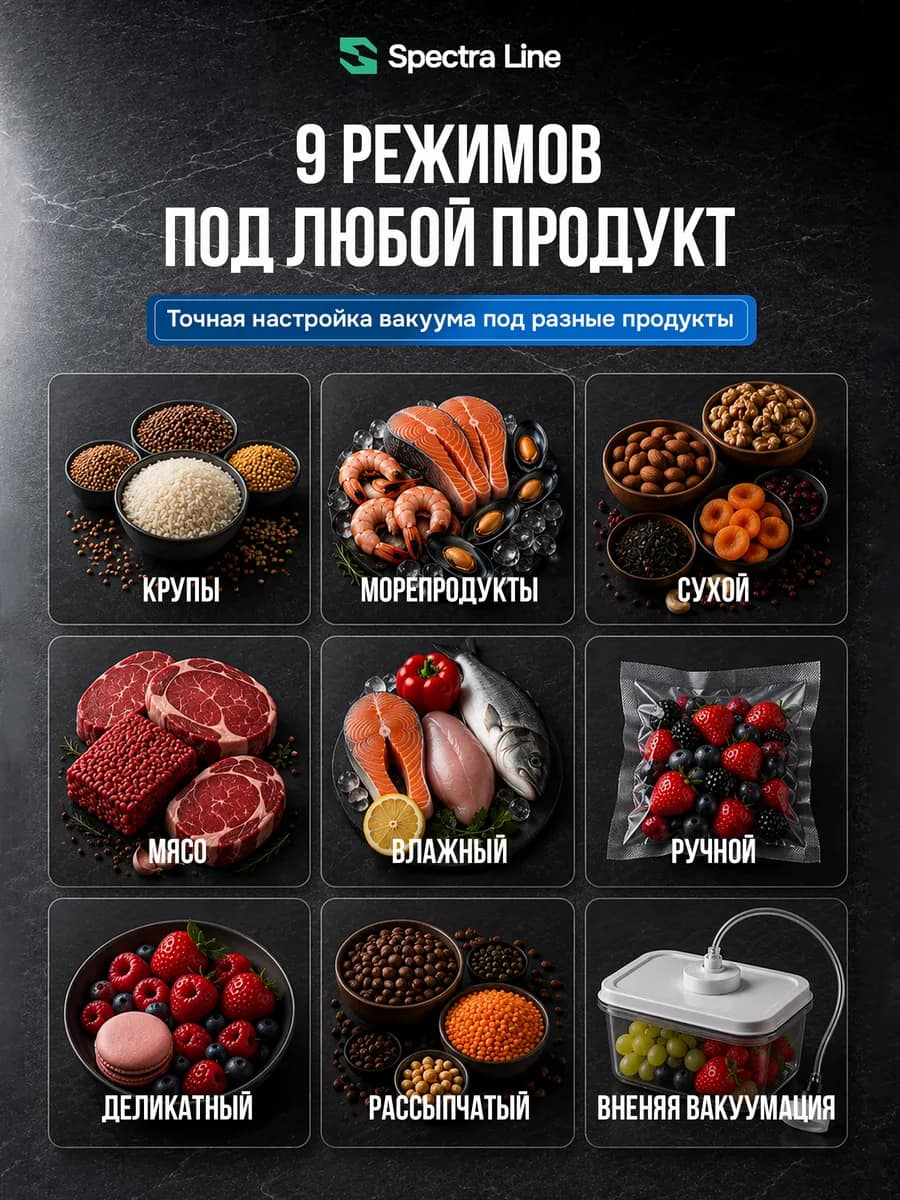 Spectra Line
9 РЕЖИМОВ
ПОД ЛЮБОЙ ПРОДУКТ
Точная настройка вакуума под разные продукты
КРУПЫ
МОРЕПРОДУКТЫ
СУХОЙ
МЯСО
ВЛАЖНЫЙ
РУЧНОЙ
ДЕЛИКАТНЫЙ
РАССЫПЧАТЫЙ
ВНЕНЯЯ ВАКУУМАЦИЯ